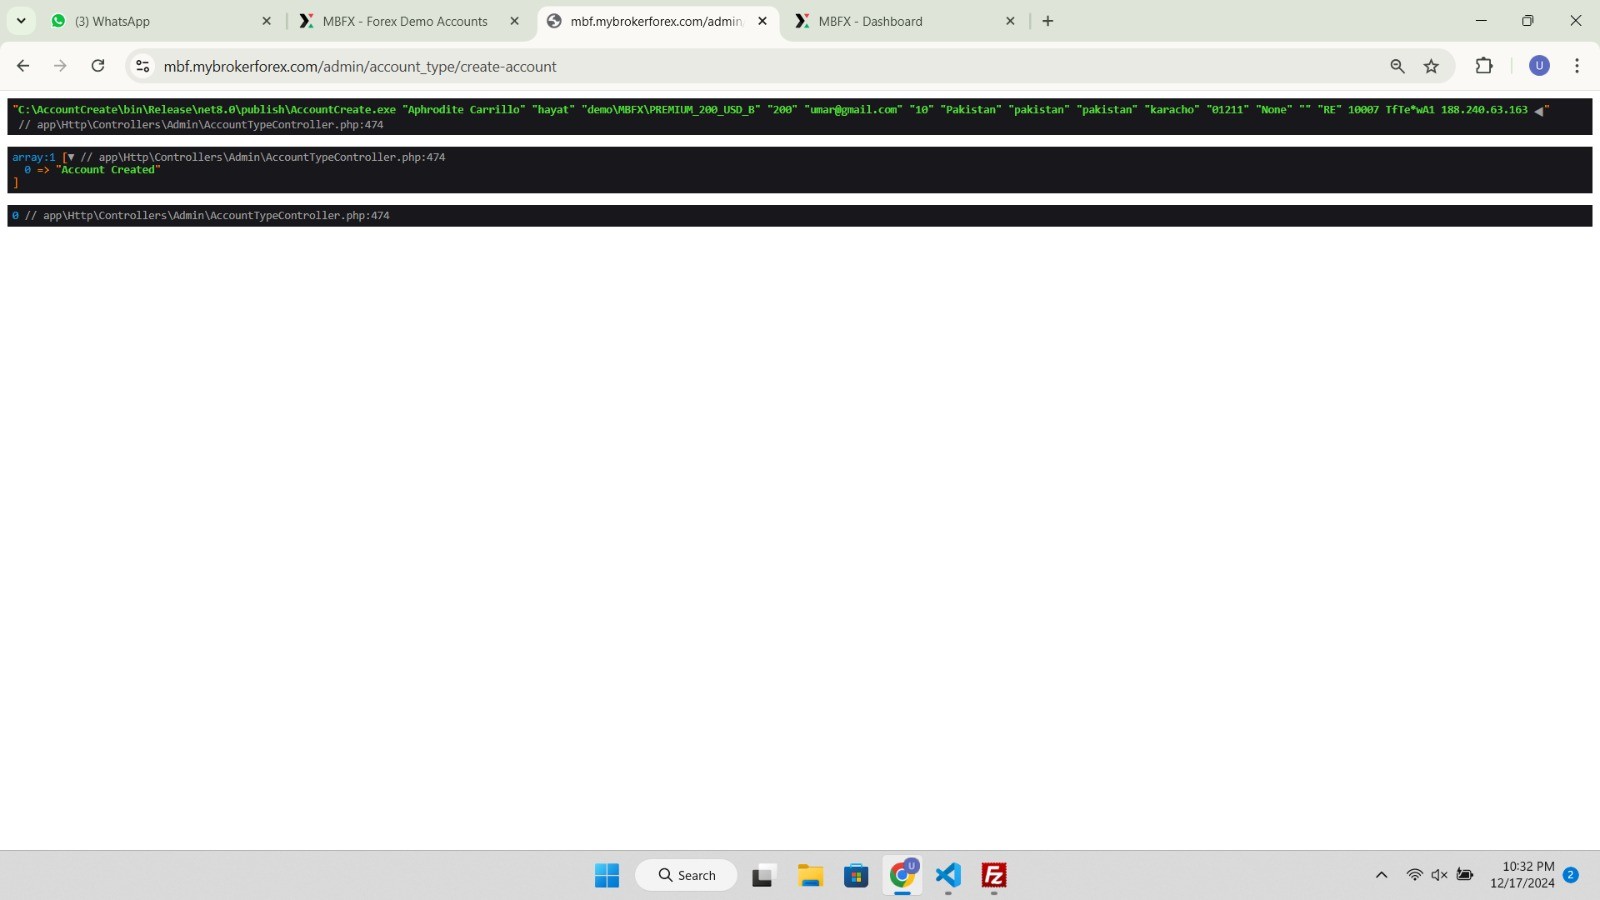 (3) WhatsApp
MBFX - Forex Demo Accounts
mbf.mybrokerforex.com/admin
MBFX - Dashboard
mbf.mybrokerforex.com/admin/account_type/create-account
U
"C:\AccountCreate\bin\Release\net8.0\publish\AccountCreate.exe "Aphrodite Carrillo" "hayat" "demo\MBFX\PREMIUM_200_USD_B" "200" "umar@gmail.com" "10" "Pakistan" "pakistan" "pakistan" "karacho" "01211" "None" "" "RE" 10007 TfTe*wA1 188.240.63.163 ◀"
// app\Http\Controllers\Admin\AccountTypeController.php:474
array:1 [▼ // app\Http\Controllers\Admin\AccountTypeController.php:474
0 => "Account Created"
]
0 // app\Http\Controllers\Admin\AccountTypeController.php:474
Search
U
Fz
10:32 PM
12/17/2024
2